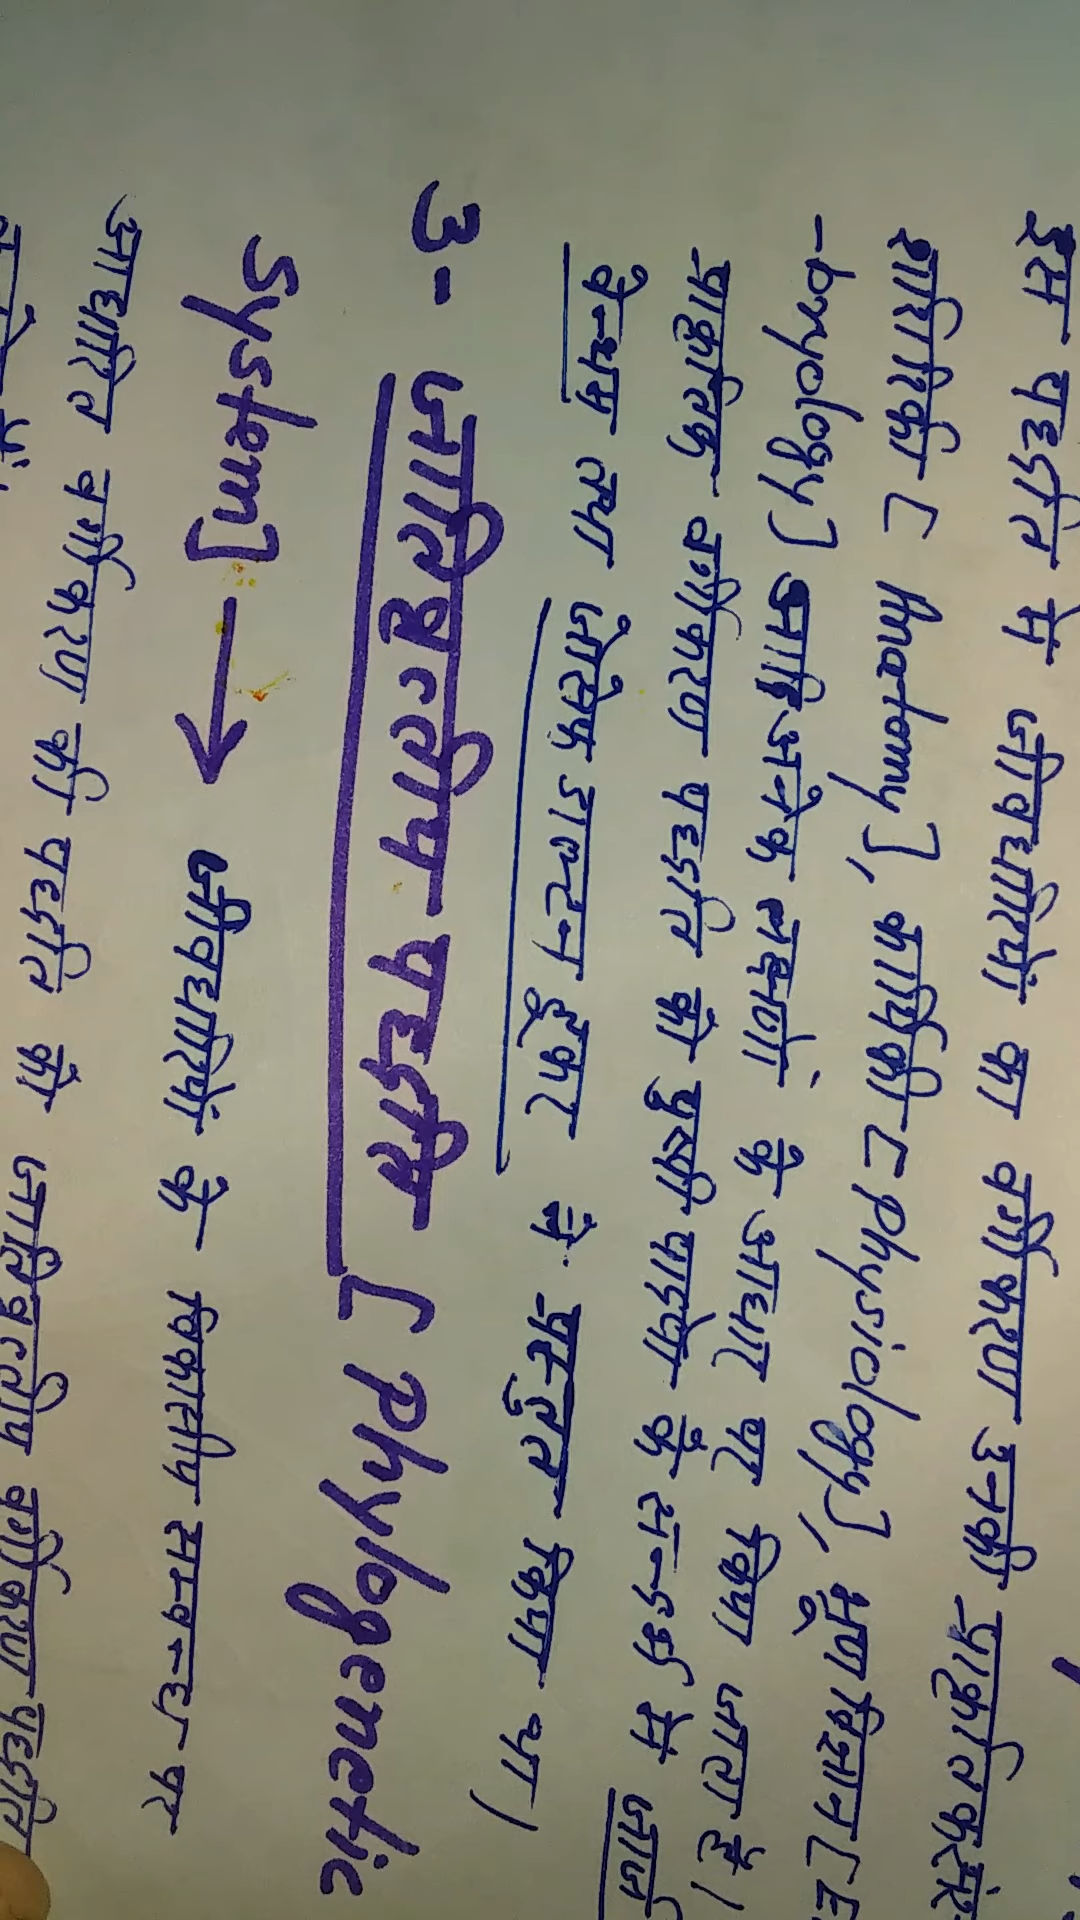 इस पद्धति में जीवधारियों का वर्गीकरण उनकी प्राकृतिक
शारीरिकी [Anatomy], कार्यिकी [Physiology], भ्रूण विज्ञान [E
-bryology] आदि अनेक लक्षणों के आधार पर किया जाता है।
प्राकृतिक वर्गीकरण पद्धति को पुष्पी पादपों के सन्दर्भ में जार्ज
बेन्थम तथा जोसेफ डाल्टन हूकर ने प्रस्तुत किया था)
3- जातिवृत्तीय पद्धति [Phylogenetic
System] → जीवधारियों के विकासीय सम्बन्ध पर
आधारित वर्गीकरण की पद्धति को जातिवृत्तीय वर्गीकरण पद्धति